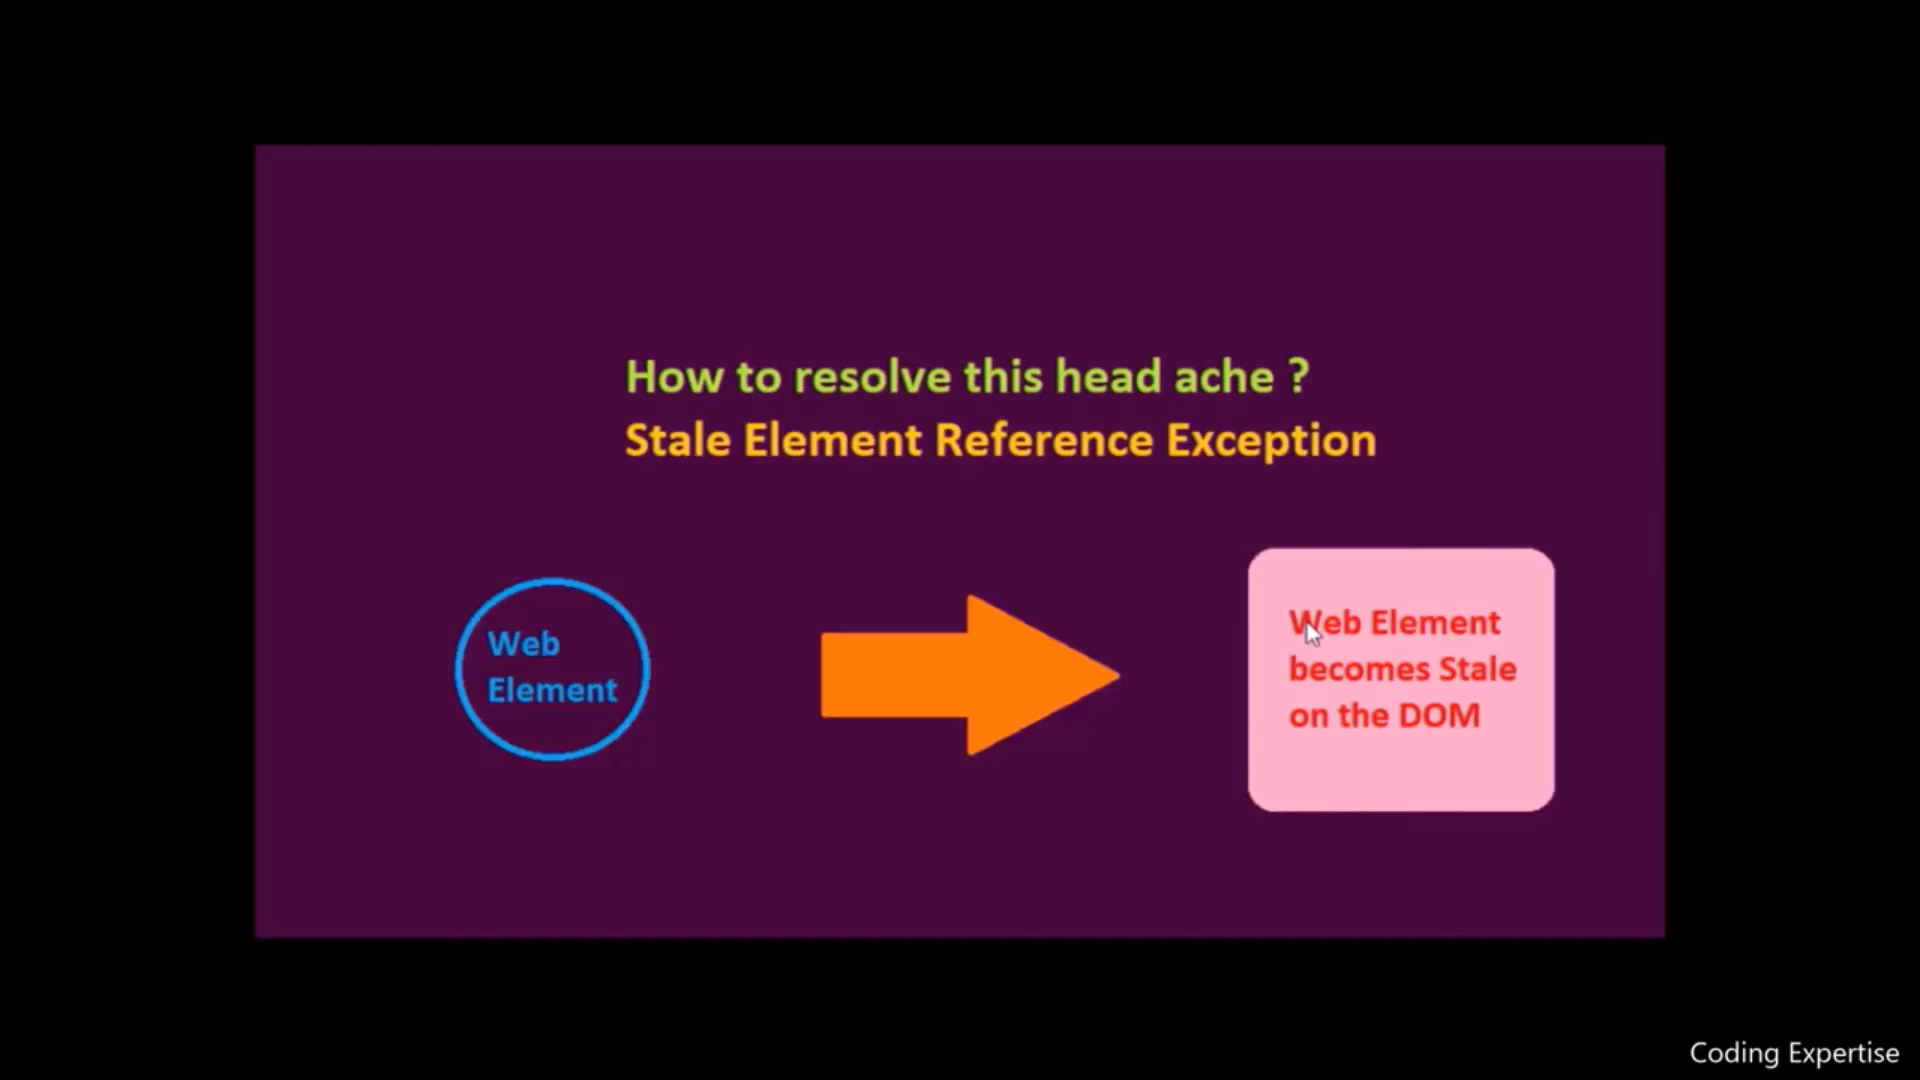 How to resolve this head ache ?
Stale Element Reference Exception
Web
Element
Web Element
becomes Stale
on the DOM
Coding Expertise